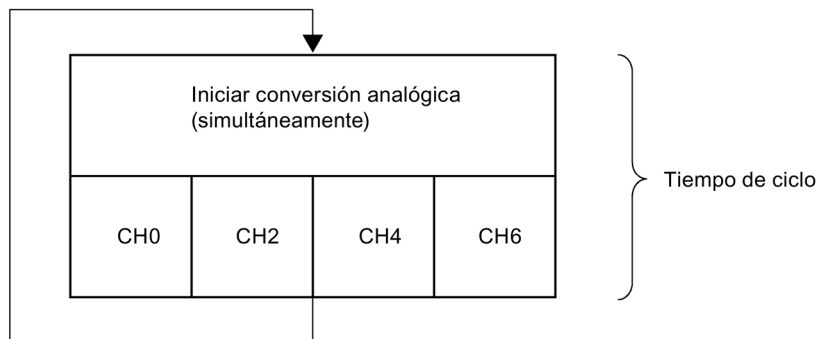 Iniciar conversión analógica
(simultáneamente)
Tiempo de ciclo
CH0
CH2
CH4
CH6